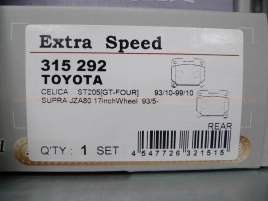 Extra Speed
315 292
TOYOTA
CELICA ST205[GT-FOUR] 93/10-99/10
SUPRA JZA80 17inchWheel 93/5-
REAR
Q'TY : 1 SET
4 547726 321515